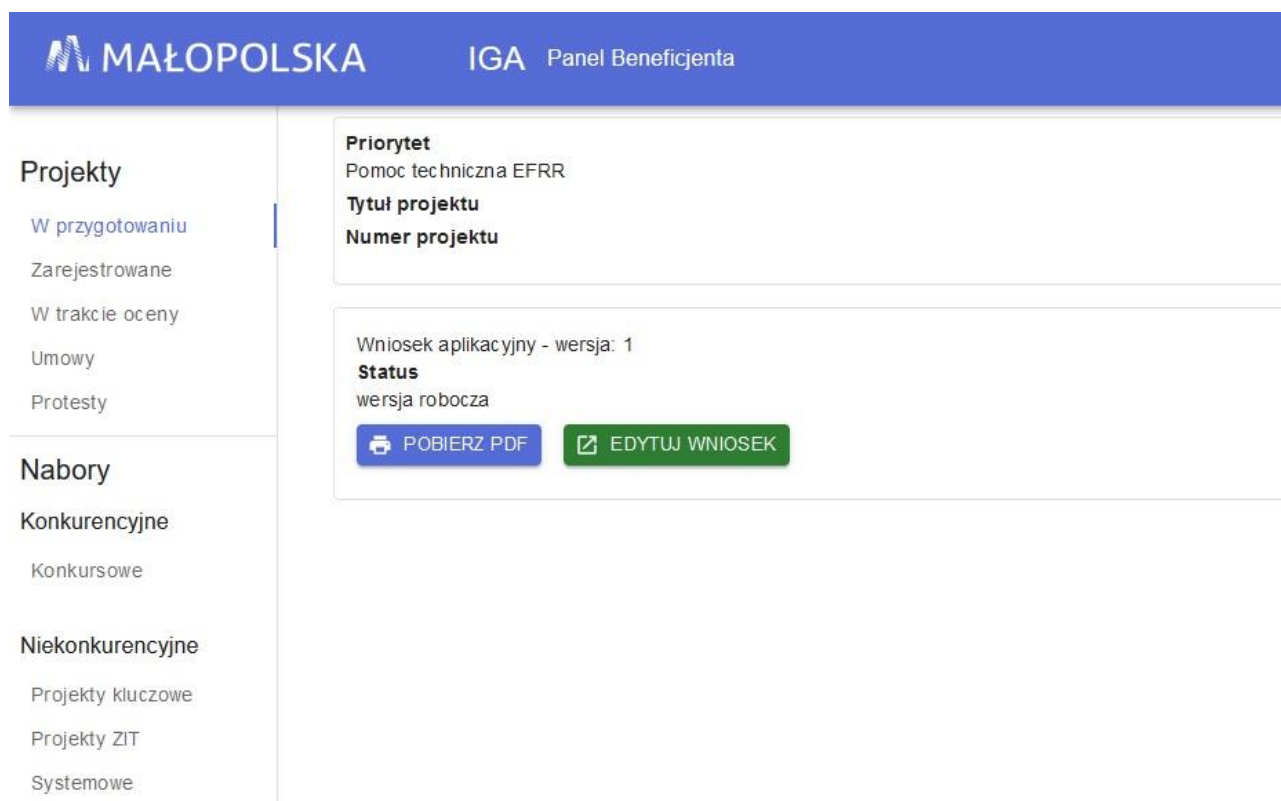 MAŁOPOLSKA IGA Panel Beneficjenta
Projekty
W przygotowaniu
Zarejestrowane
W trakcie oceny
Umowy
Protesty
Nabory
Konkurencyjne
Konkursowe
Niekonkurencyjne
Projekty kluczowe
Projekty ZIT
Systemowe
Priorytet
Pomoc techniczna EFRR
Tytuł projektu
Numer projektu
Wniosek aplikacyjny - wersja: 1
Status
wersja robocza
POBIERZ PDF EDYTUJ WNIOSEK